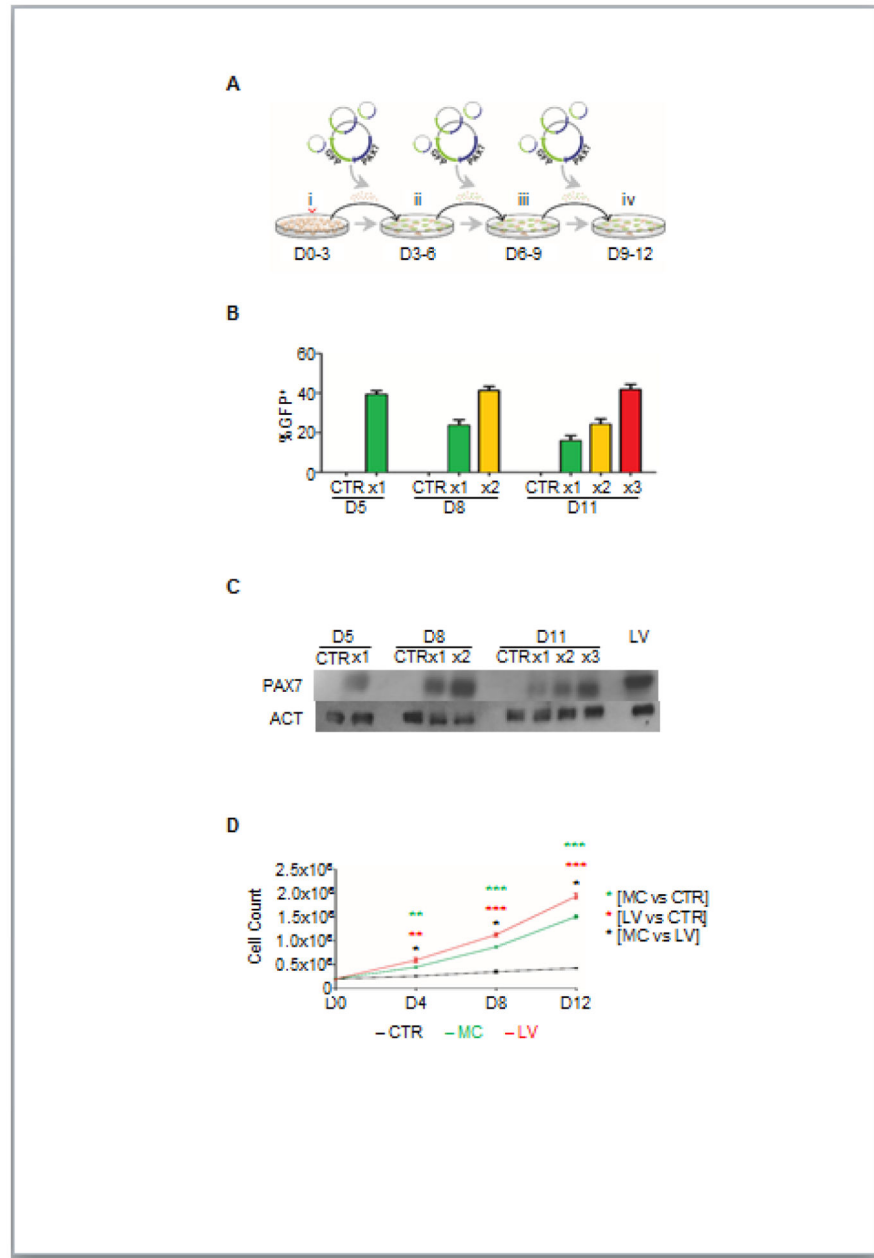 A
GFP PAX7 GFP PAX7 GFP PAX7
i ii iii iv
D0-3 D3-6 D6-9 D9-12
B
%GFP⁺
60
40
20
0
CTR x1 CTR x1 x2 CTR x1 x2 x3
D5 D8 D11
C
D5 D8 D11 LV
CTR x1 CTR x1 x2 CTR x1 x2 x3
PAX7
ACT
D
Cell Count
*** 
2.5x10⁶ ***
2.0x10⁶ *** * * [MC vs CTR]
1.5x10⁶ ** *** * [LV vs CTR]
1.0x10⁶ ** * * [MC vs LV]
0.5x10⁶ *
0
D0 D4 D8 D12
– CTR – MC – LV